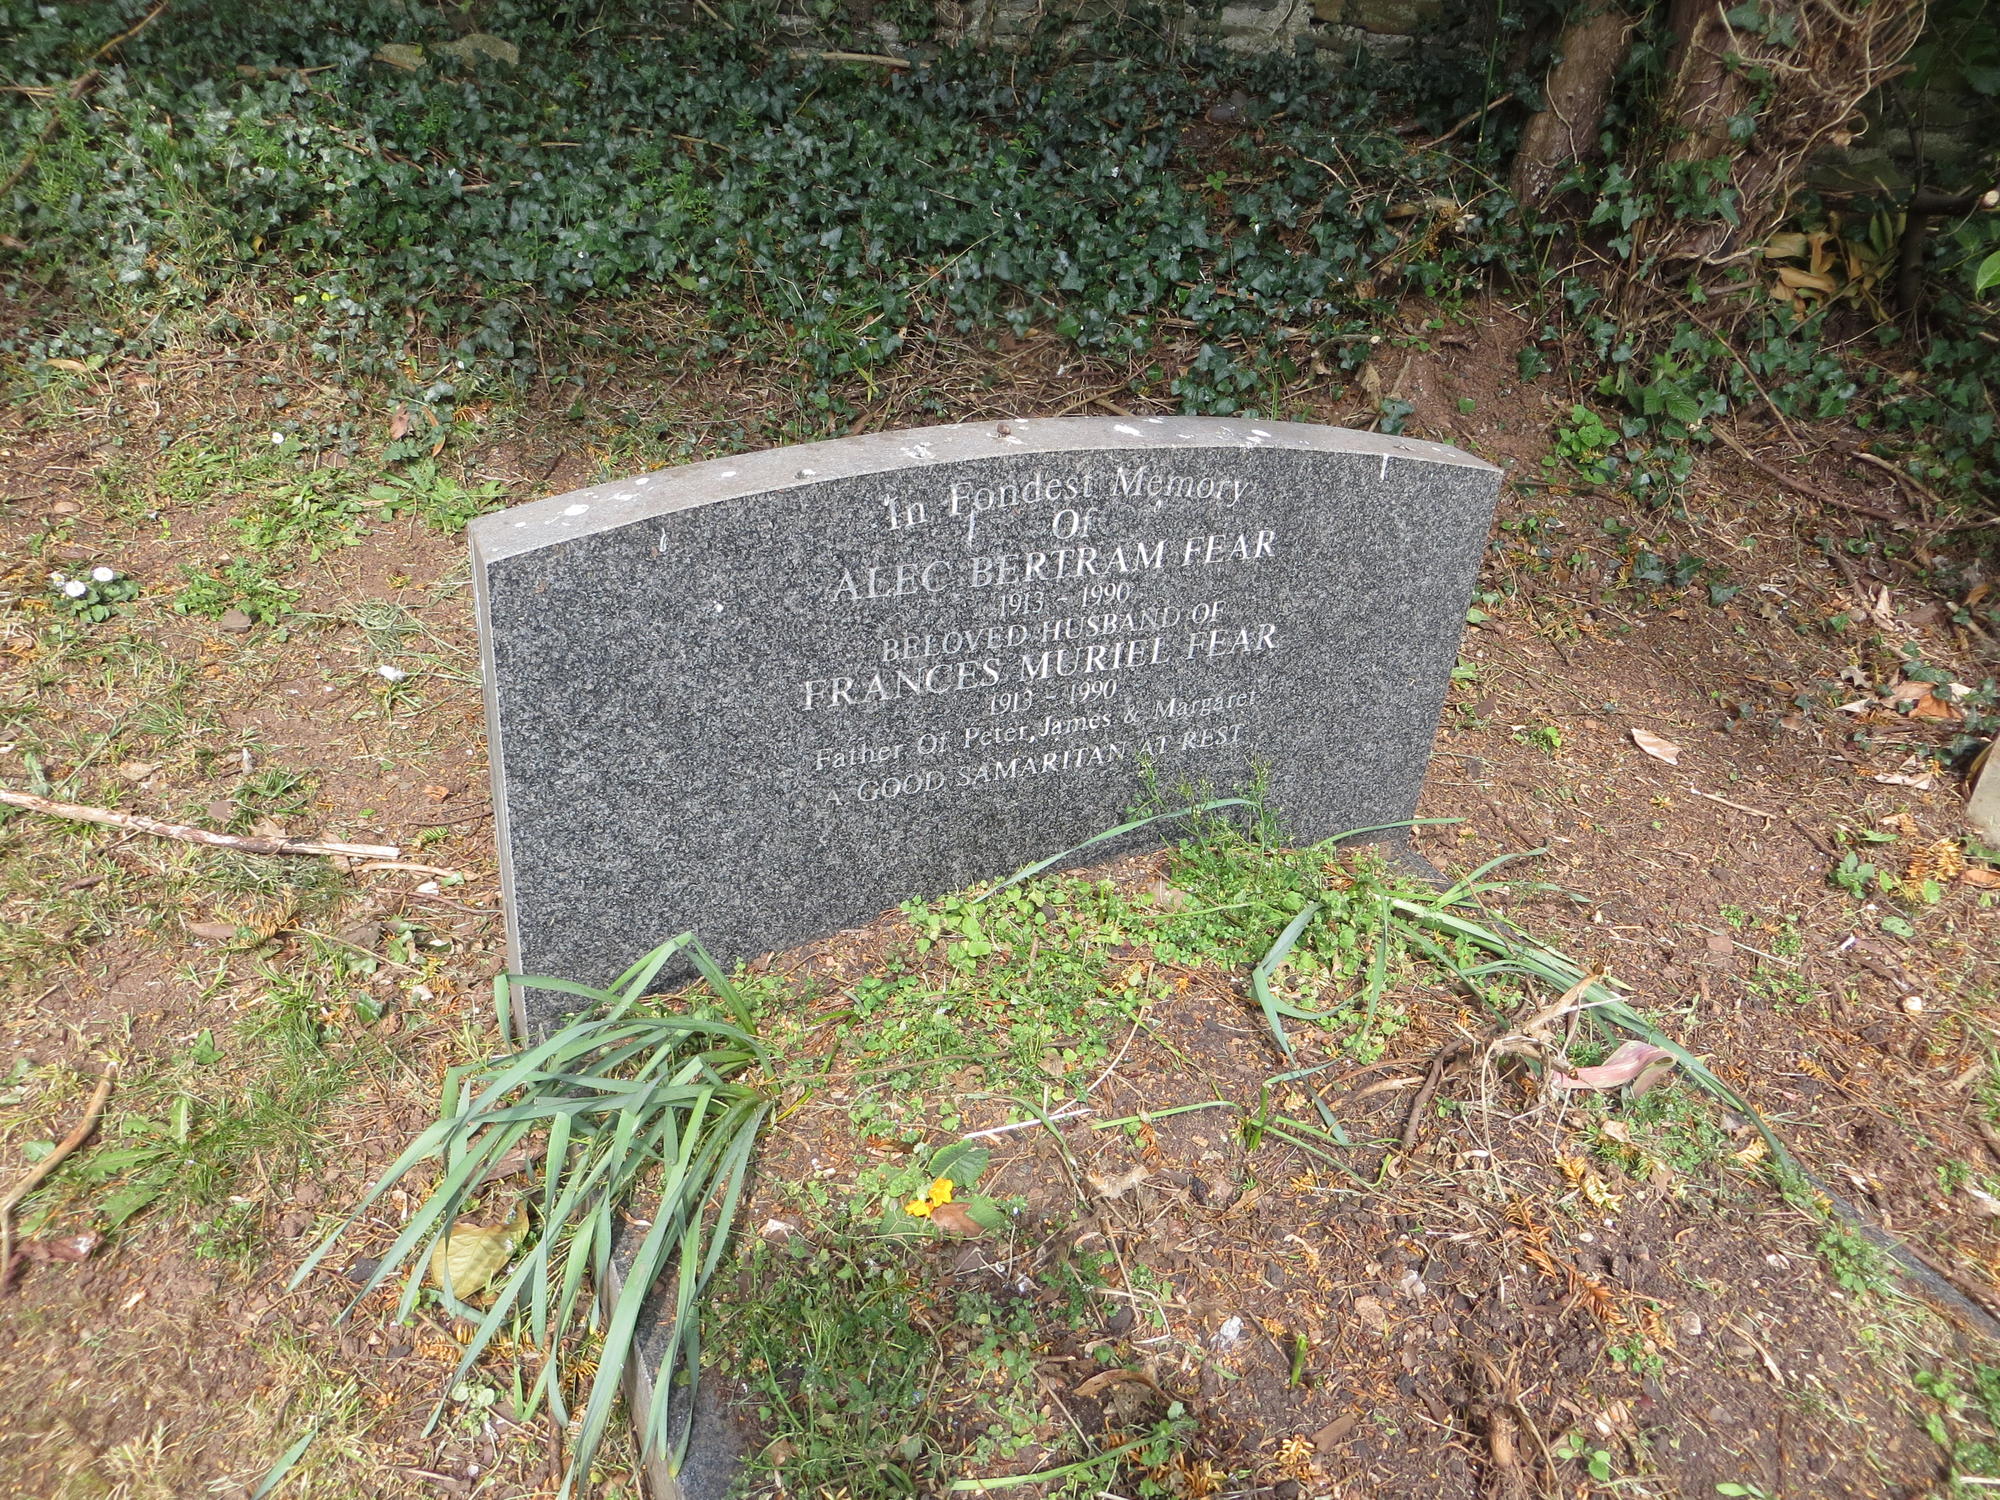 In Fondest Memory
Of
ALEC BERTRAM FEAR
1913 ~ 1990
BELOVED HUSBAND OF
FRANCES MURIEL FEAR
1913 ~ 1990
Father Of Peter, James & Margaret
A GOOD SAMARITAN AT REST